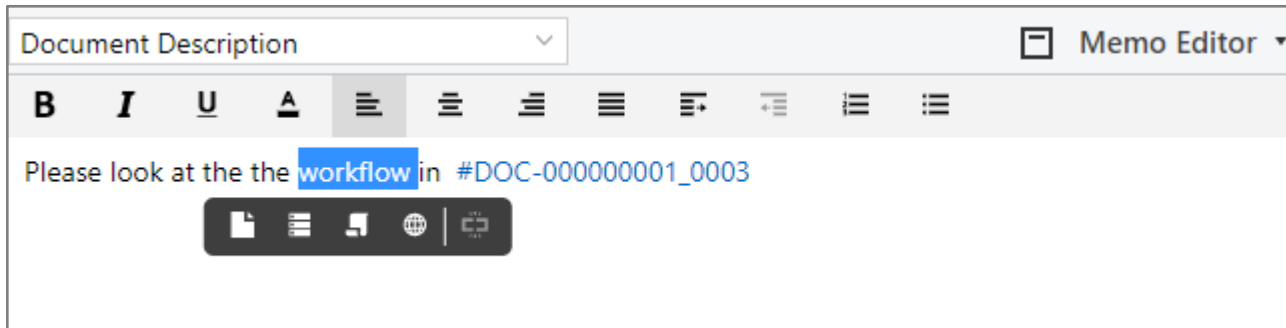 Document Description
Memo Editor
B I U A
Please look at the the workflow in #DOC-000000001_0003